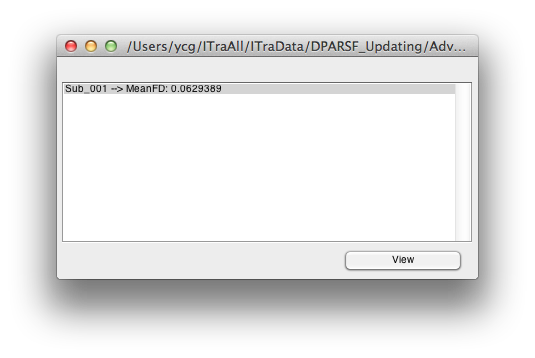 /Users/ycg/ITraAll/ITraData/DPARSF_Updating/Adv...
Sub_001 --> MeanFD: 0.0629389
View